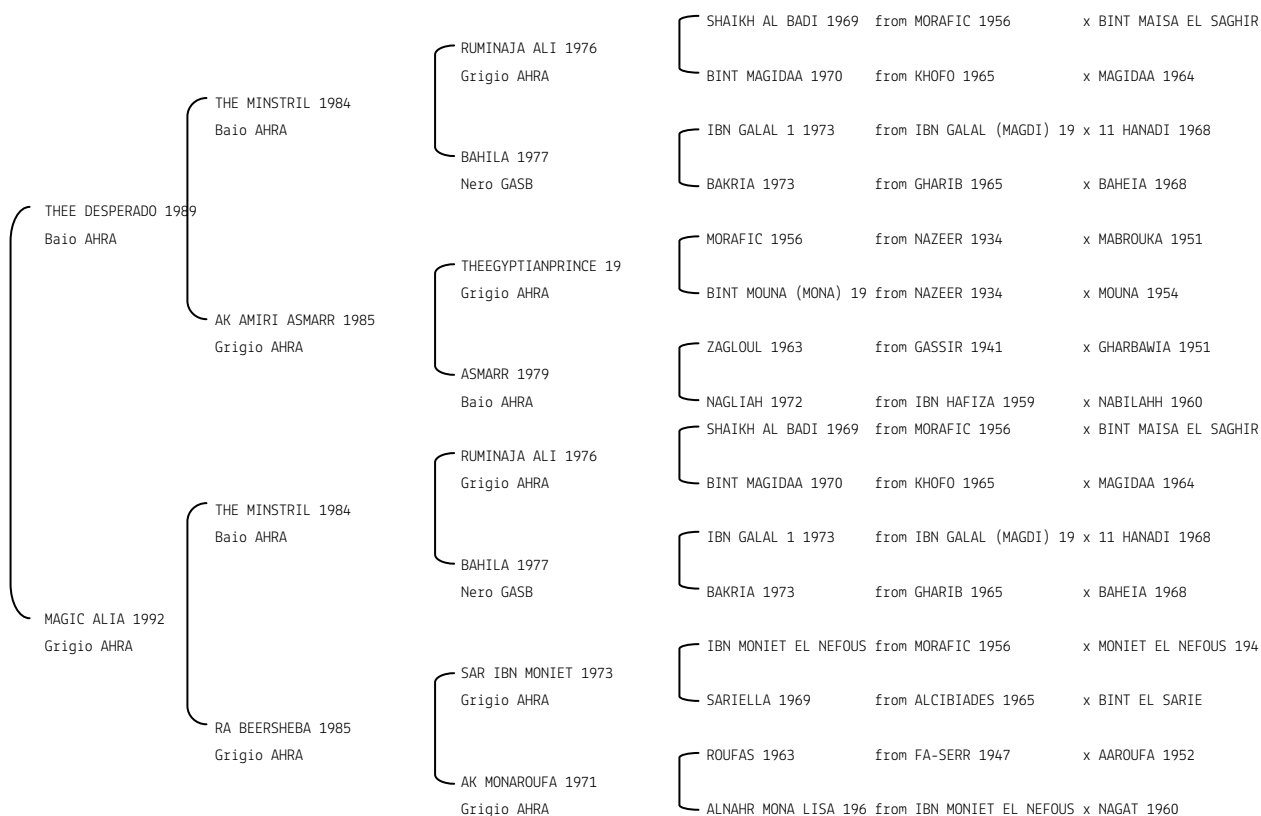 SHAIKH AL BADI 1969 from MORAFIC 1956 x BINT MAISA EL SAGHIR
RUMINAJA ALI 1976
Grigio AHRA BINT MAGIDAA 1970 from KHOFO 1965 x MAGIDAA 1964
THE MINSTRIL 1984
Baio AHRA IBN GALAL 1 1973 from IBN GALAL (MAGDI) 19 x 11 HANADI 1968
BAHILA 1977
Nero GASB BAKRIA 1973 from GHARIB 1965 x BAHEIA 1968
THEE DESPERADO 1989
Baio AHRA MORAFIC 1956 from NAZEER 1934 x MABROUKA 1951
THEEGYPTIANPRINCE 19
Grigio AHRA BINT MOUNA (MONA) 19 from NAZEER 1934 x MOUNA 1954
AK AMIRI ASMARR 1985
Grigio AHRA ZAGLOUL 1963 from GASSIR 1941 x GHARBAWIA 1951
ASMARR 1979
Baio AHRA NAGLIAH 1972 from IBN HAFIZA 1959 x NABILAHH 1960
SHAIKH AL BADI 1969 from MORAFIC 1956 x BINT MAISA EL SAGHIR
RUMINAJA ALI 1976
Grigio AHRA BINT MAGIDAA 1970 from KHOFO 1965 x MAGIDAA 1964
THE MINSTRIL 1984
Baio AHRA IBN GALAL 1 1973 from IBN GALAL (MAGDI) 19 x 11 HANADI 1968
BAHILA 1977
Nero GASB BAKRIA 1973 from GHARIB 1965 x BAHEIA 1968
MAGIC ALIA 1992
Grigio AHRA IBN MONIET EL NEFOUS from MORAFIC 1956 x MONIET EL NEFOUS 194
SAR IBN MONIET 1973
Grigio AHRA SARIELLA 1969 from ALCIBIADES 1965 x BINT EL SARIE
RA BEERSHEBA 1985
Grigio AHRA ROUFAS 1963 from FA-SERR 1947 x AAROUFA 1952
AK MONAROUFA 1971
Grigio AHRA ALNAHR MONA LISA 196 from IBN MONIET EL NEFOUS x NAGAT 1960